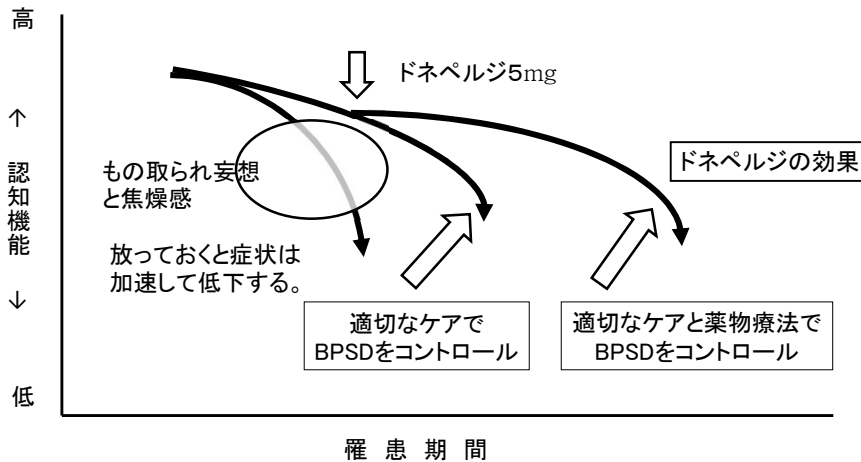 高
↑
認知機能
↓
低
ドネペルジ5mg
ドネペルジの効果
もの取られ妄想
と焦燥感
放っておくと症状は
加速して低下する。
適切なケアで
BPSDをコントロール
適切なケアと薬物療法で
BPSDをコントロール
罹患期間